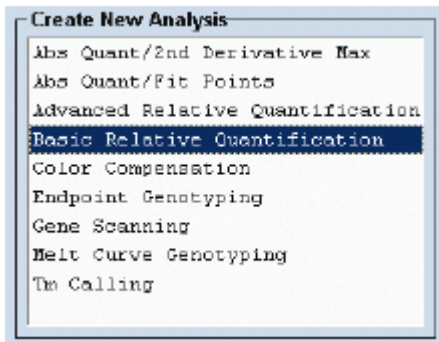 Create New Analysis
Abs Quant/2nd Derivative Max
Abs Quant/Fit Points
Advanced Relative Quantification
Basic Relative Quantification
Color Compensation
Endpoint Genotyping
Gene Scanning
Melt Curve Genotyping
Tm Calling